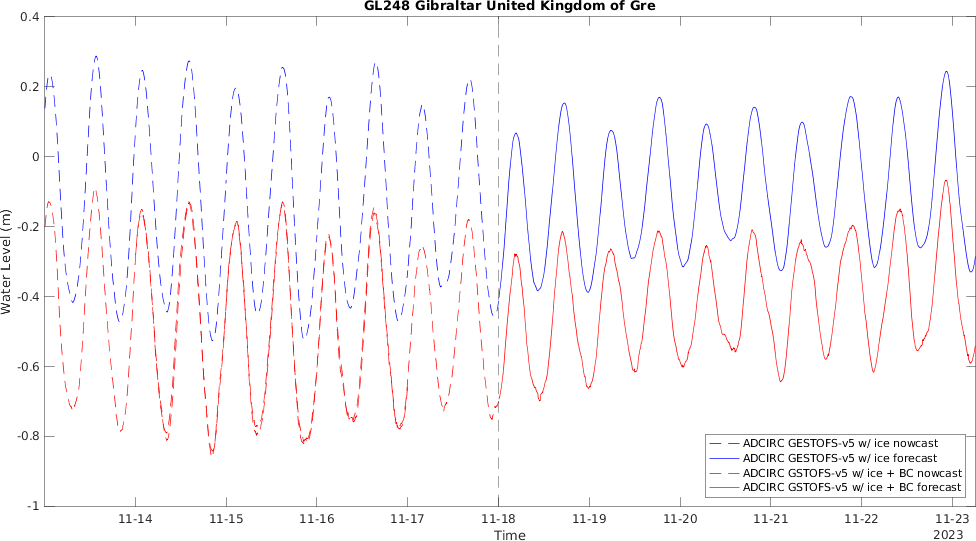 GL248 Gibraltar United Kingdom of Gre
0.4
0.2
0
-0.2
-0.4
-0.6
-0.8
-1
Water Level (m)
ADCIRC GESTOFS-v5 w/ ice nowcast
ADCIRC GESTOFS-v5 w/ ice forecast
ADCIRC GSTOFS-v5 w/ ice + BC nowcast
ADCIRC GSTOFS-v5 w/ ice + BC forecast
11-14 11-15 11-16 11-17 11-18 11-19 11-20 11-21 11-22 11-23
Time 2023